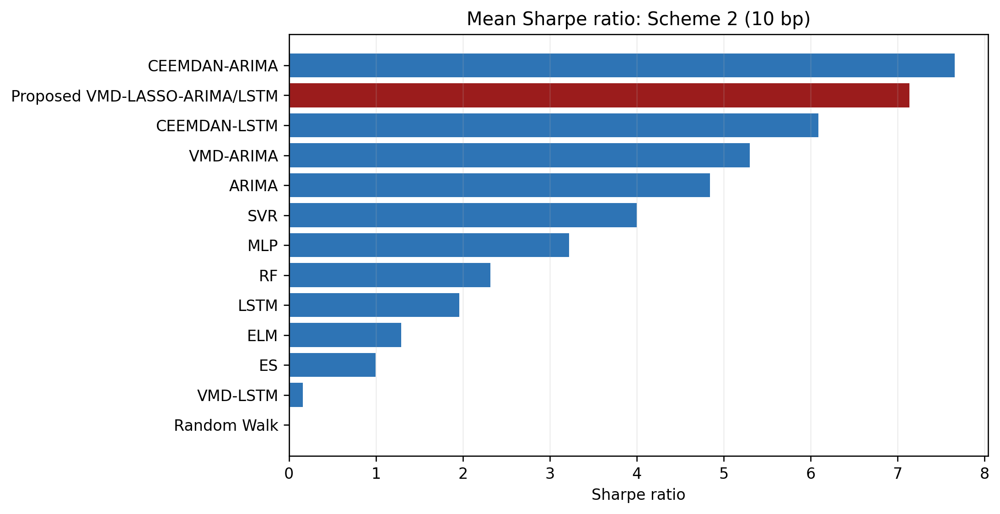 Mean Sharpe ratio: Scheme 2 (10 bp)
CEEMDAN-ARIMA
Proposed VMD-LASSO-ARIMA/LSTM
CEEMDAN-LSTM
VMD-ARIMA
ARIMA
SVR
MLP
RF
LSTM
ELM
ES
VMD-LSTM
Random Walk
0 1 2 3 4 5 6 7 8
Sharpe ratio